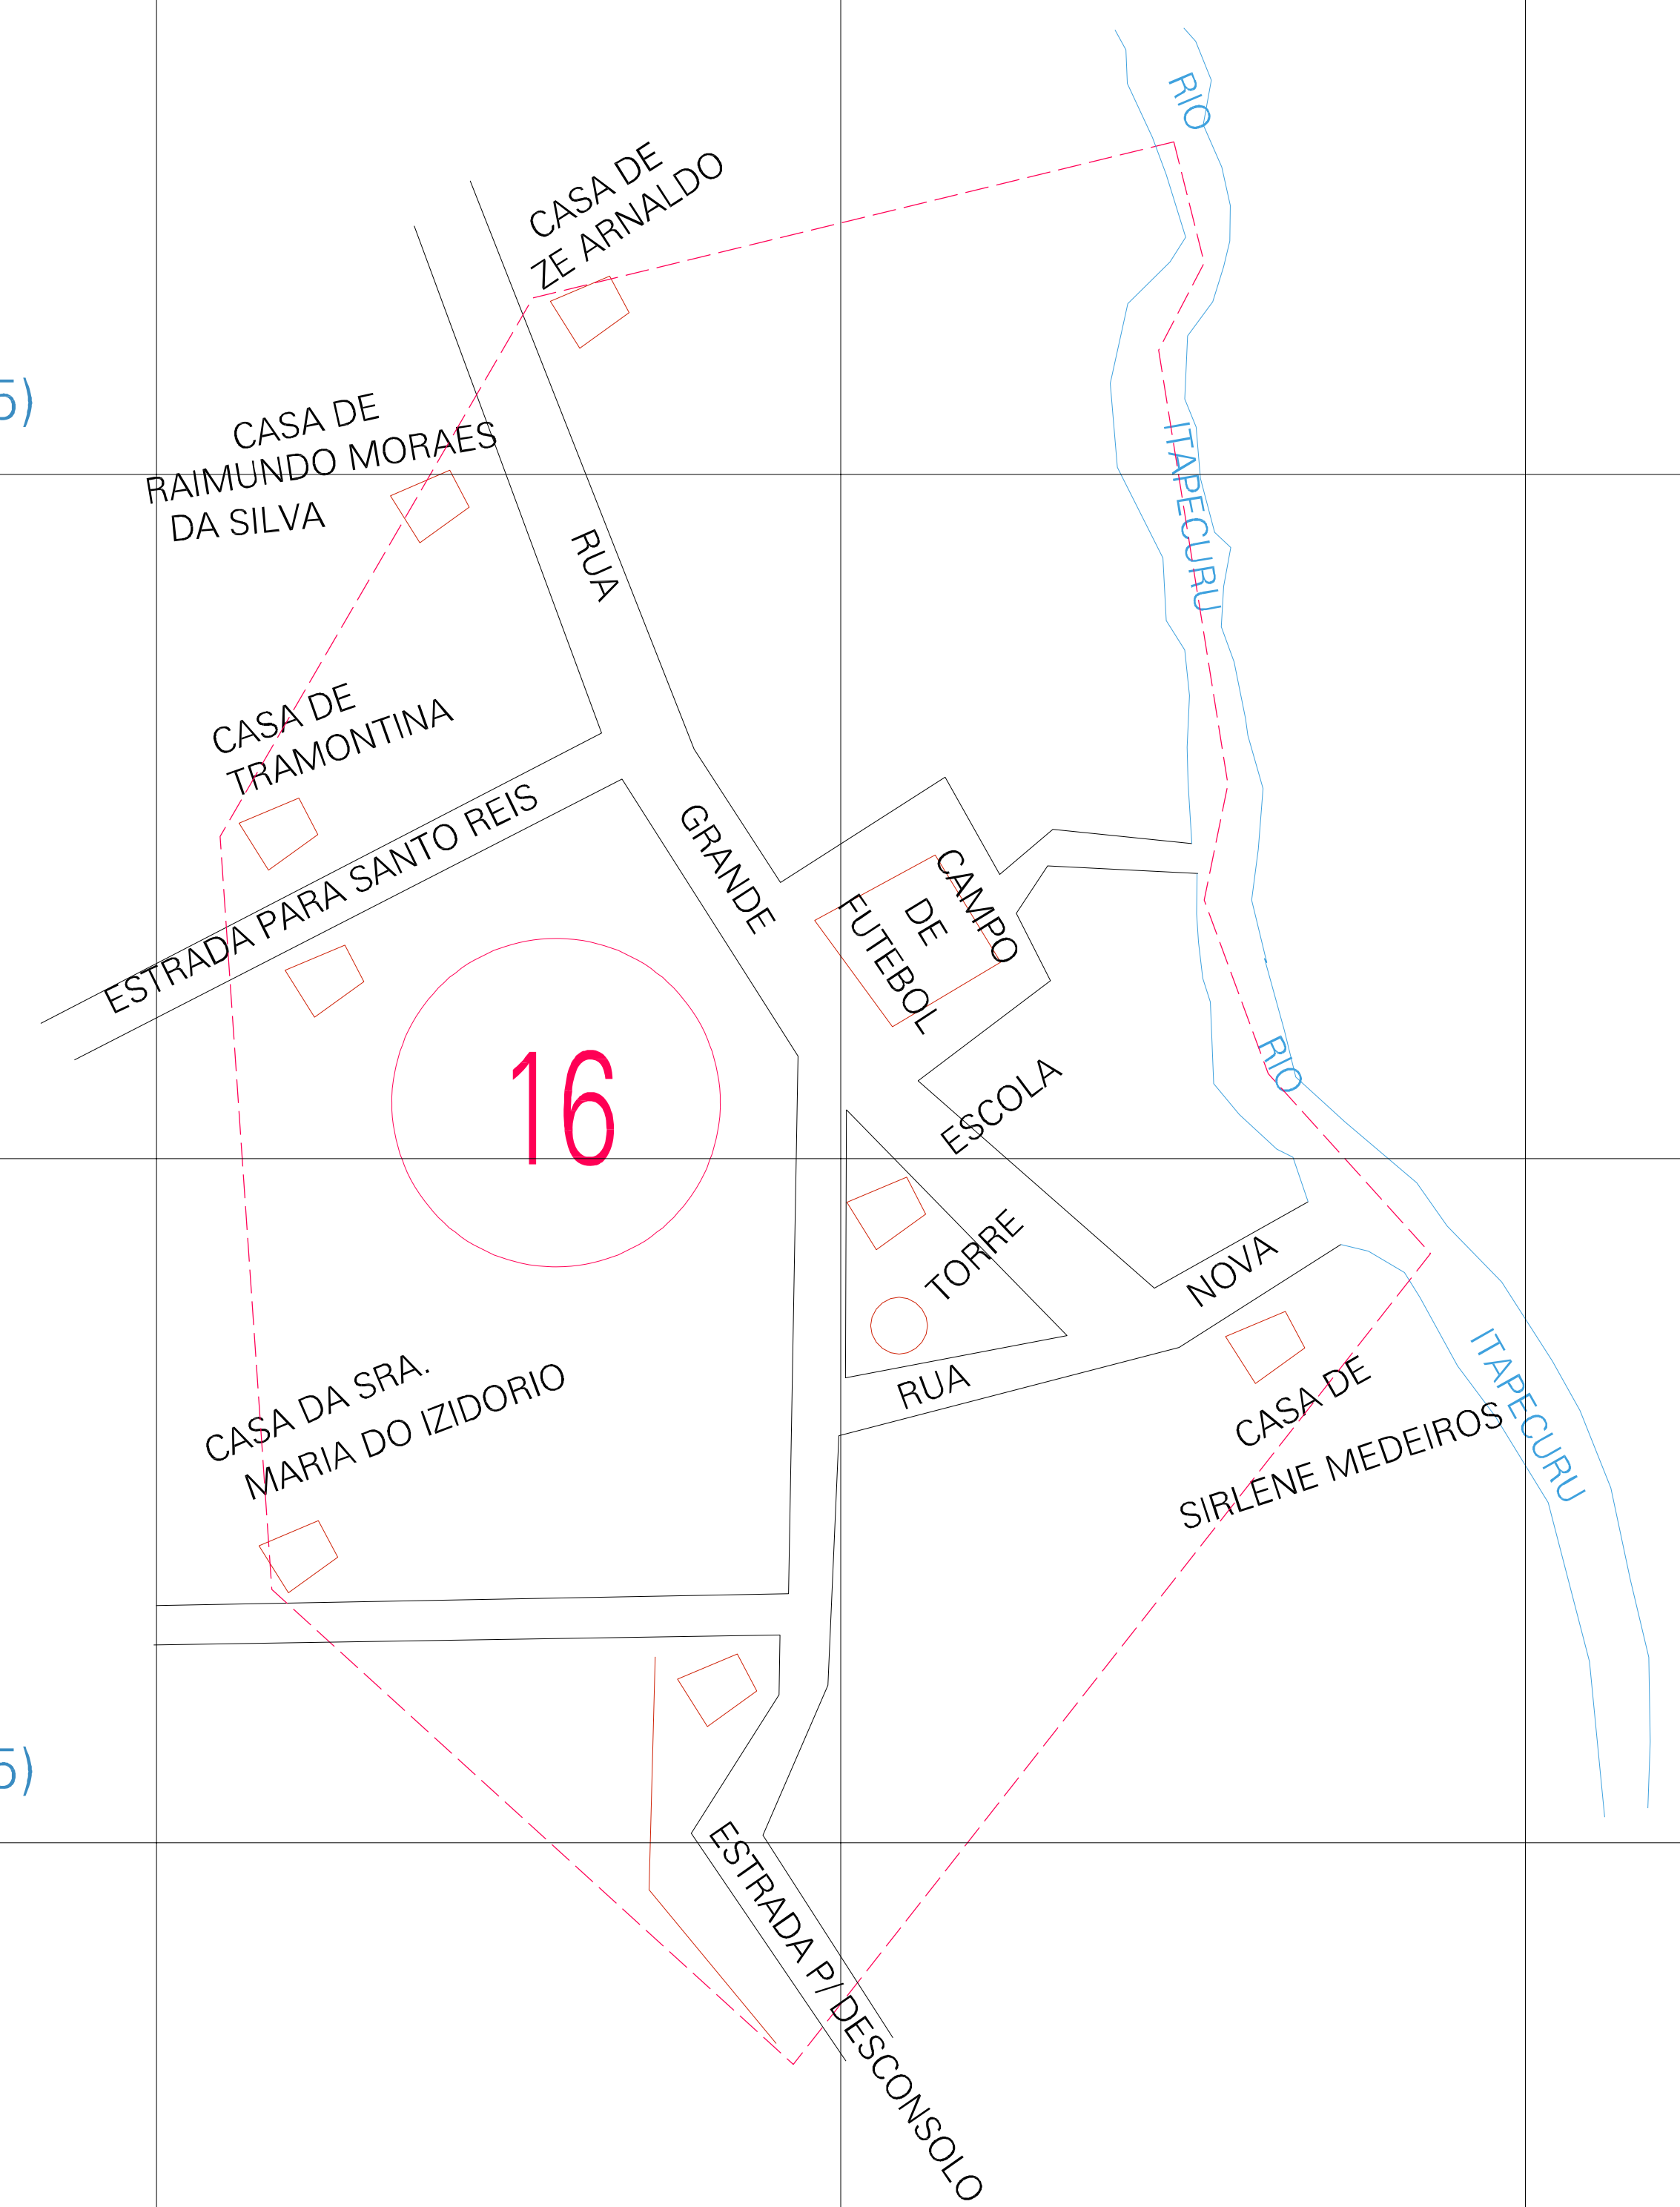 RIO
CASA DE
ZE ARNALDO
5)
CASA DE
RAIMUNDO MORAES
DA SILVA
ITAPECURU
RUA
CASA DE
TRAMONTINA
ESTRADA PARA SANTO REIS
GRANDE
CAMPO
DE
FUTEBOL
16
RIO
ESCOLA
TORRE
NOVA
RUA
CASA DA SRA.
MARIA DO IZIDORIO
CASA DE
SIRLENE MEDEIROS
ITAPECURU
5)
ESTRADA P/ DESCONSOLO